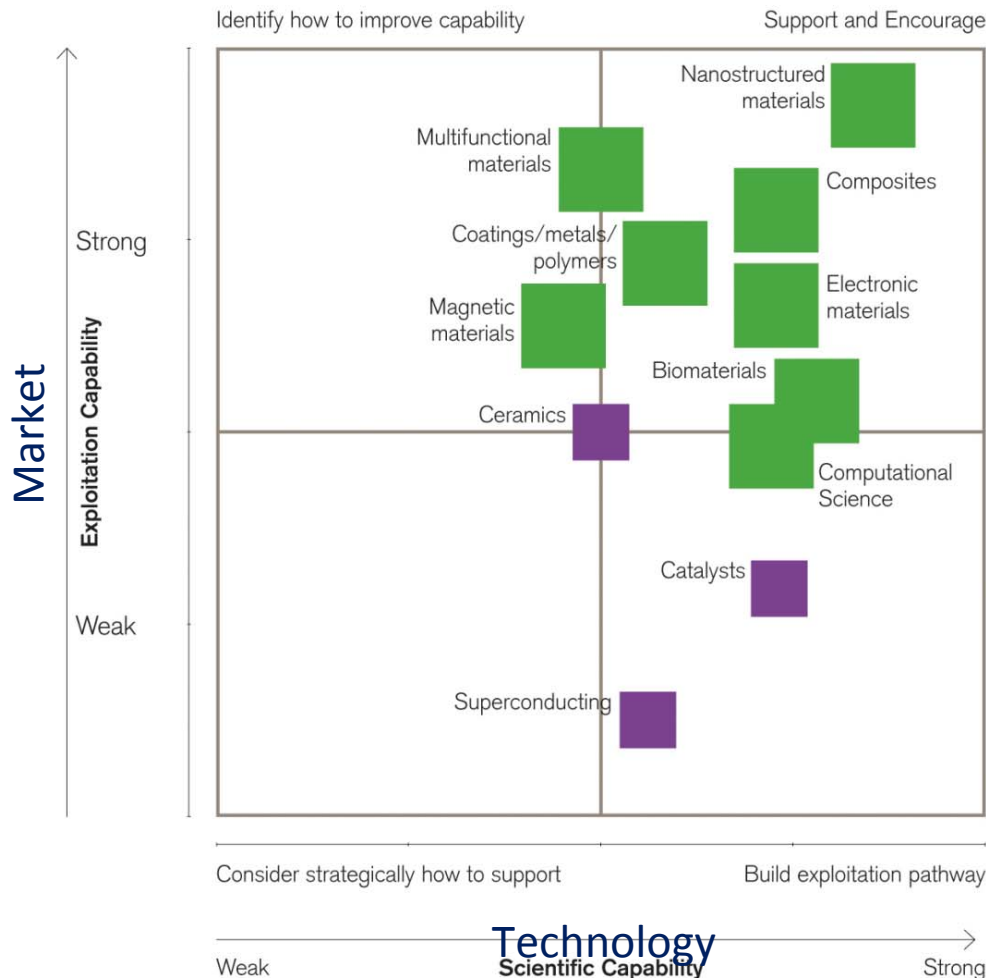 Identify how to improve capability
Support and Encourage
Nanostructured
materials
Multifunctional
materials
Composites
Coatings/metals/
polymers
Strong
Electronic
materials
Magnetic
materials
Market
Exploitation Capability
Biomaterials
Ceramics
Computational
Science
Catalysts
Weak
Superconducting
Consider strategically how to support
Build exploitation pathway
Technology
Weak
Scientific Capability
Strong